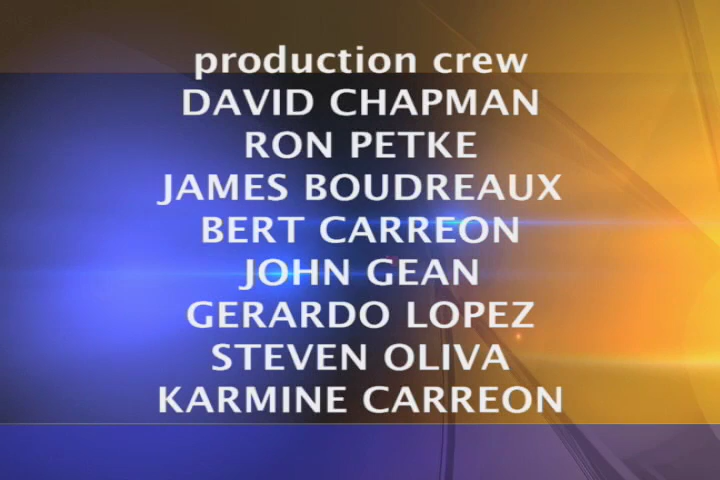 production crew
DAVID CHAPMAN
RON PETKE
JAMES BOUDREAUX
BERT CARREON
JOHN GEAN
GERARDO LOPEZ
STEVEN OLIVA
KARMINE CARREON